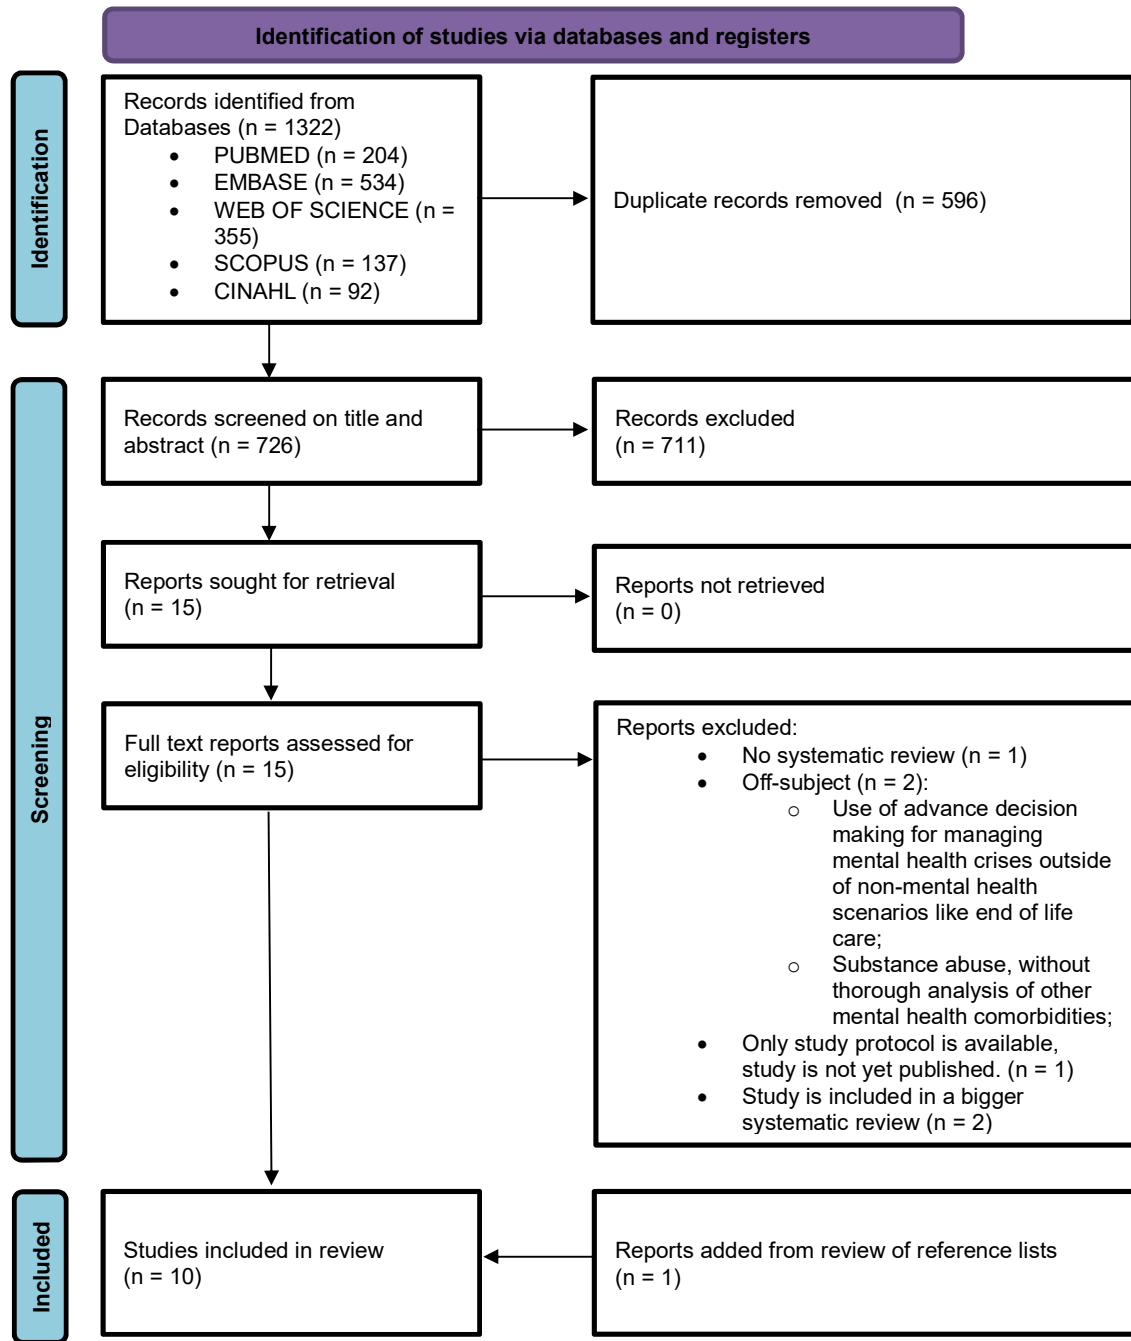 Identification of studies via databases and registers
Identification
Records identified from
Databases (n = 1322)
• PUBMED (n = 204)
• EMBASE (n = 534)
• WEB OF SCIENCE (n =
355)
• SCOPUS (n = 137)
• CINAHL (n = 92)
Duplicate records removed (n = 596)
Screening
Records screened on title and
abstract (n = 726)
Records excluded
(n = 711)
Reports sought for retrieval
(n = 15)
Reports not retrieved
(n = 0)
Full text reports assessed for
eligibility (n = 15)
Reports excluded:
• No systematic review (n = 1)
• Off-subject (n = 2):
o Use of advance decision
making for managing
mental health crises outside
of non-mental health
scenarios like end of life
care;
o Substance abuse, without
thorough analysis of other
mental health comorbidities;
• Only study protocol is available,
study is not yet published. (n = 1)
• Study is included in a bigger
systematic review (n = 2)
Included
Studies included in review
(n = 10)
Reports added from review of reference lists
(n = 1)